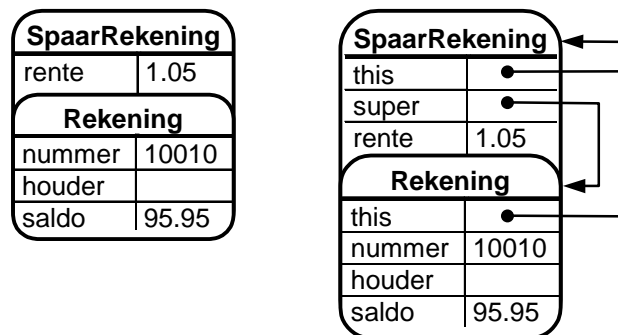 SpaarRekening
rente 1.05
Rekening
nummer 10010
houder
saldo 95.95
SpaarRekening
this
super
rente 1.05
Rekening
this
nummer 10010
houder
saldo 95.95